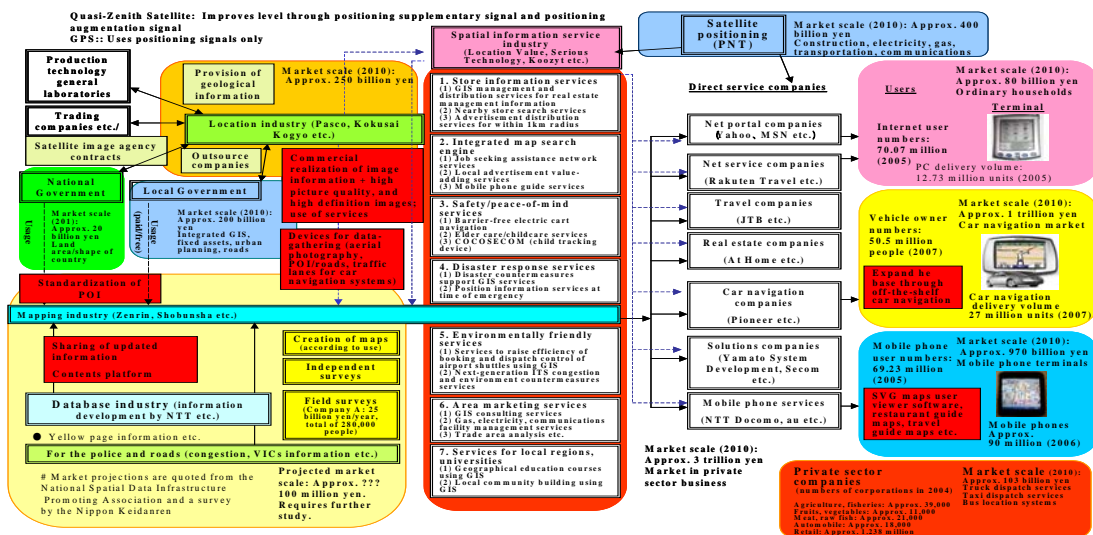 Quasi-Zenith Satellite: Improves level through positioning supplementary signal and positioning
augmentation signal
GPS:: Uses positioning signals only
Production
technology
general
laboratories
Trading
companies etc./
Satellite image agency
contracts
Provision of
geological
information
Market scale (2010):
Approx. 250 billion yen
Location industry (Pasco, Kokusai
Kogyo etc.)
Outsource
companies
National
Government
Local Government
Usage
Market scale
(201):
Approx. 20
billion yen
Land
area/shape of
country
Usage
(paid/free)
Market scale (2010):
Approx. 200 billion
yen
Integrated GIS,
fixed assets, urban
planning, roads
Commercial
realization of image
information + high
picture quality, and
high definition images;
use of services
Devices for data-
gathering (aerial
photography,
POI/roads, traffic
lanes for car
navigation systems)
Standardization of
POI
Mapping industry (Zenrin, Shobunsha etc.)
Sharing of updated
information
Contents platform
Creation of maps
(according to use)
Independent
surveys
Field surveys
(Company A: 25
billion yen/year,
total of 280,000
people)
Database industry (information
development by NTT etc.)
● Yellow page information etc.
For the police and roads (congestion, VICs information etc.)
# Market projections are quoted from the
National Spatial Data Infrastructure
Promoting Association and a survey
by the Nippon Keidanren
Projected market
scale: Approx. ???
100 million yen.
Requires further
study.
Spatial information service
industry
(Location Value, Serious
Technology, Koozyt etc.)
1. Store information services
(1) GIS management and
distribution services for real estate
management information
(2) Nearby store search services
(3) Advertisement distribution
services for within 1km radius
2. Integrated map search
engine
(1) Job seeking assistance network
services
(2) Local advertisement value-
adding services
(3) Mobile phone guide services
3. Safety/peace-of-mind
services
(1) Barrier-free electric cart
navigation
(2) Elder care/childcare services
(3) COCOSECOM (child tracking
device)
4. Disaster response services
(1) Disaster countermeasures
support GIS services
(2) Position information services at
time of emergency
5. Environmentally friendly
services
(1) Services to raise efficiency of
booking and dispatch control of
airport shuttles using GIS
(2) Next-generation ITS congestion
and environment countermeasures
services
6. Area marketing services
(1) GIS consulting services
(2) Gas, electricity, communications
facility management services
(3) Trade area analysis etc.
7. Services for local regions,
universities
(1) Geographical education courses
using GIS
(2) Local community building using
GIS
Satellite
positioning
(PNT)
Market scale (2010): Approx. 400
billion yen
Construction, electricity, gas,
transportation, communications
Direct service companies
Net portal companies
(Yahoo, MSN etc.)
Net service companies
(Rakuten Travel etc.)
Travel companies
(JTB etc.)
Real estate companies
(At Home etc.)
Car navigation
companies
(Pioneer etc.)
Solutions companies
(Yamato System
Development, Secom
etc.)
Mobile phone services
(NTT Docomo, au etc.)
Market scale (2010):
Approx. 3 trillion yen
Market in private
sector business
Users
Market scale (2010):
Approx. 80 billion yen
Ordinary households
Terminal
Internet user
numbers:
70.07 million
(2005)
PC delivery volume:
12.73 million units (2005)
Vehicle owner
numbers:
50.5 million
people (2007)
Market scale (2010):
Approx. 1 trillion yen
Car navigation market
Expand he
base through
off-the-shelf
car navigation
Car navigation
delivery volume
27 million units (2007)
Mobile phone
user numbers:
69.23 million
(2005)
Market scale (2010):
Approx. 970 billion yen
Mobile phone terminals
SVG maps user
viewer software,
restaurant guide
maps, travel
guide maps etc.
Mobile phones
Approx.
90 million (2006)
Private sector
companies
(numbers of corporations in 2004)
Agriculture, fisheries: Approx. 39,000
Fruits, vegetables: Approx. 11,000
Meat, raw fish: Approx. 21,000
Automobile: Approx. 18,000
Retail: Approx. 1.238 million
Market scale (2010):
Approx. 103 billion yen
Truck dispatch services
Taxi dispatch services
Bus location systems